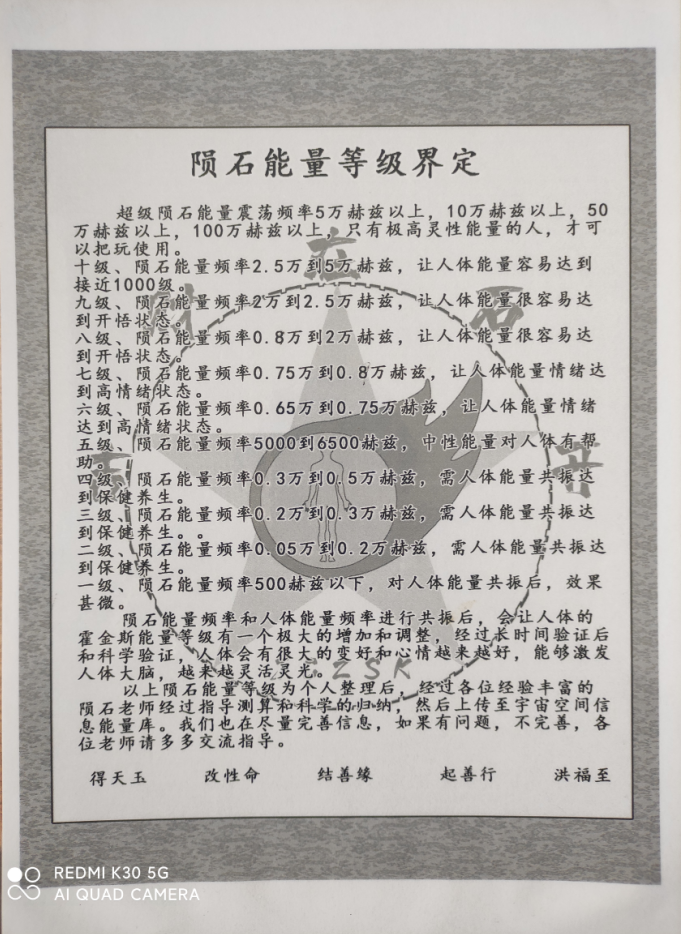 陨石能量等级界定
超级陨石能量震荡频率5万赫兹以上，10万赫兹以上，50
万赫兹以上，100万赫兹以上，只有极高灵性能量的人，才可
以把玩使用。
十级、陨石能量频率2.5万到5万赫兹，让人体能量容易达到
接近1000级。
九级、陨石能量频率2万到2.5万赫兹，让人体能量很容易达
到开悟状态。
八级、陨石能量频率0.8万到2万赫兹，让人体能量很容易达
到开悟状态。
七级、陨石能量频率0.75万到0.8万赫兹，让人体能量情绪达
到高情绪状态。
六级、陨石能量频率0.65万到0.75万赫兹，让人体能量情绪
达到高情绪状态。
五级、陨石能量频率5000到6500赫兹，中性能量对人体有帮
助。
四级、陨石能量频率0.3万到0.5万赫兹，需人体能量共振达
到保健养生。
三级、陨石能量频率0.2万到0.3万赫兹，需人体能量共振达
到保健养生。。
二级、陨石能量频率0.05万到0.2万赫兹，需人体能量共振达
到保健养生。
一级、陨石能量频率500赫兹以下，对人体能量共振后，效果
甚微。
陨石能量频率和人体能量频率进行共振后，会让人体的
霍金斯能量等级有一个极大的增加和调整，经过长时间验证后
和科学验证，人体会有很大的变好和心情越来越好，能够激发
人体大脑，越来越灵活灵光。
以上陨石能量等级为个人整理后，经过各位经验丰富的
陨石老师经过指导测算和科学的归纳，然后上传至宇宙空间信
息能量库。我们也在尽量完善信息，如果有问题，不完善，各
位老师请多多交流指导。
得天玉 改性命 结善缘 起善行 洪福至
REDMI K30 5G
AI QUAD CAMERA